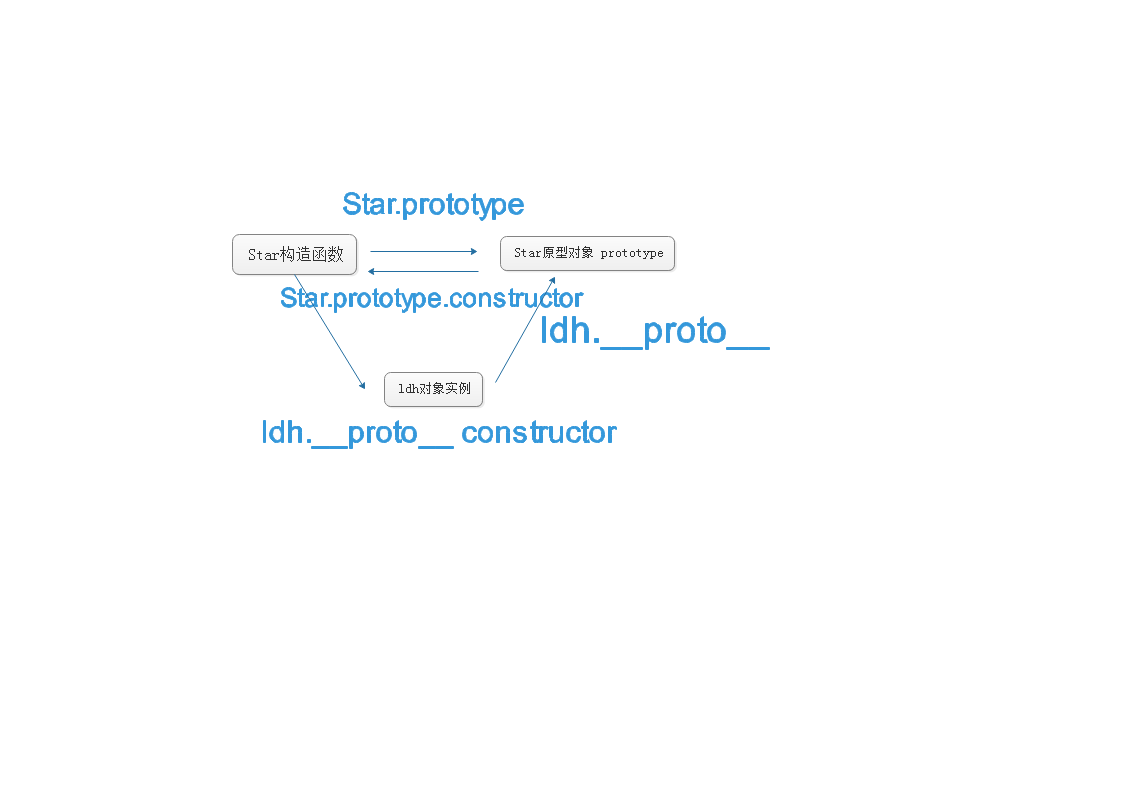 Star.prototype
Star构造函数
Star原型对象 prototype
Star.prototype.constructor
ldh.__proto__
ldh对象实例
ldh.__proto__ constructor